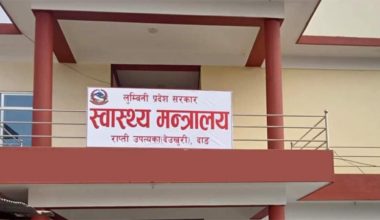 लुम्बिनी प्रदेश सरकार
स्वास्थ्य मन्त्रालय
राप्ती उपत्यका(देउखुरी), दाङ